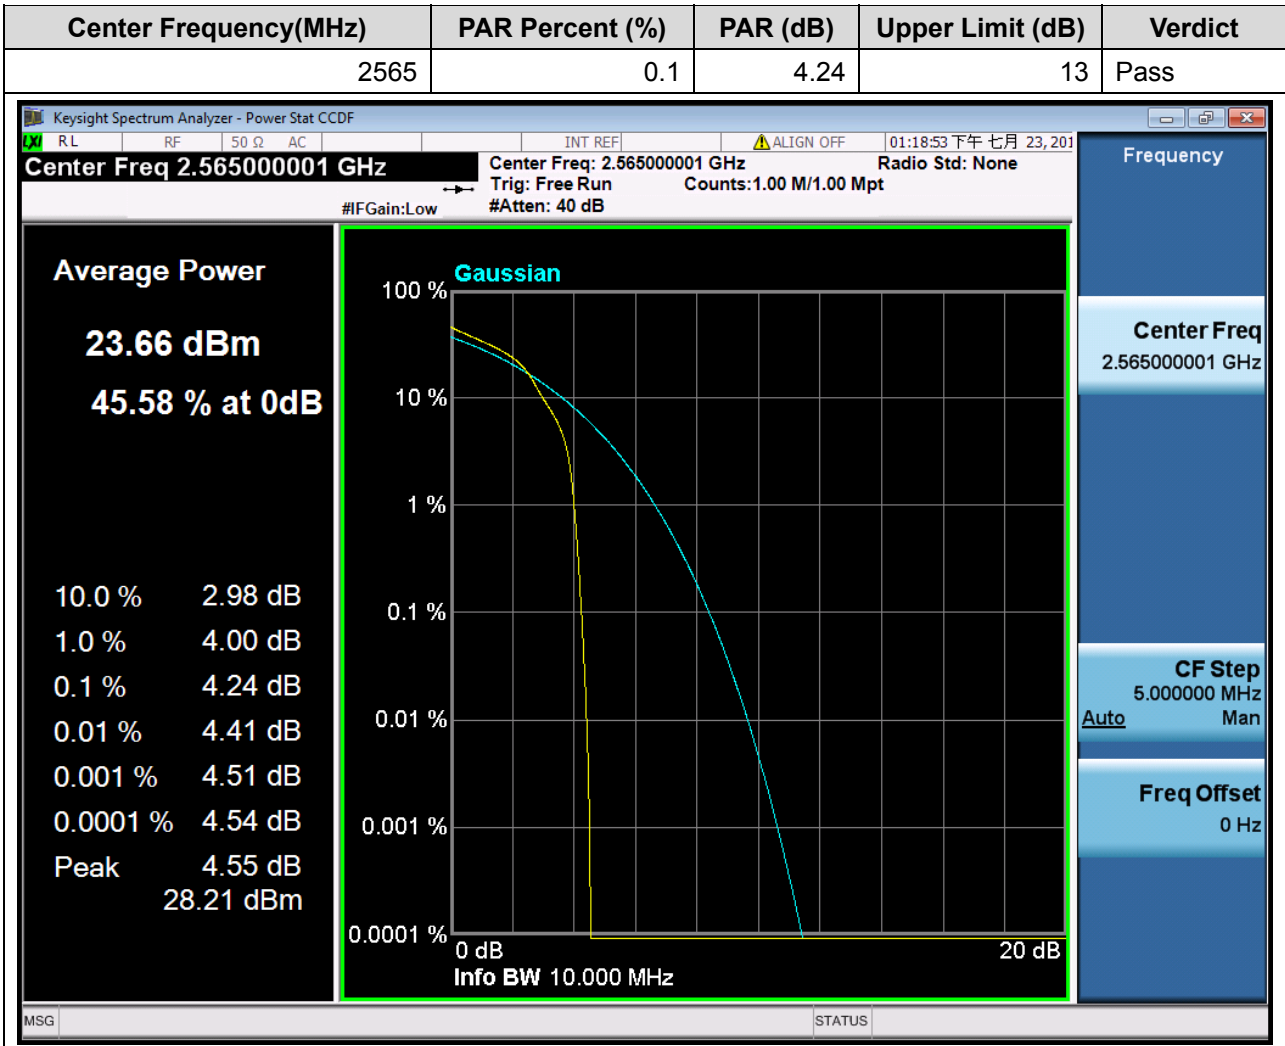 Center Frequency(MHz) PAR Percent (%) PAR (dB) Upper Limit (dB) Verdict
2565 0.1 4.24 13 Pass
Keysight Spectrum Analyzer - Power Stat CCDF
LXI RL RF 50 Ω AC INT REF ALIGN OFF 01:18:53 下午 七月 23, 201
Center Freq 2.565000001 GHz
#IFGain:Low
Center Freq: 2.565000001 GHz Radio Std: None
Trig: Free Run Counts:1.00 M/1.00 Mpt
#Atten: 40 dB
Average Power
23.66 dBm
45.58 % at 0dB
10.0 % 2.98 dB
1.0 % 4.00 dB
0.1 % 4.24 dB
0.01 % 4.41 dB
0.001 % 4.51 dB
0.0001 % 4.54 dB
Peak 4.55 dB
28.21 dBm
Gaussian
100 %
10 %
1 %
0.1 %
0.01 %
0.001 %
0.0001 %
0 dB 20 dB
Info BW 10.000 MHz
Frequency
Center Freq
2.565000001 GHz
CF Step
5.000000 MHz
Auto Man
Freq Offset
0 Hz
MSG STATUS